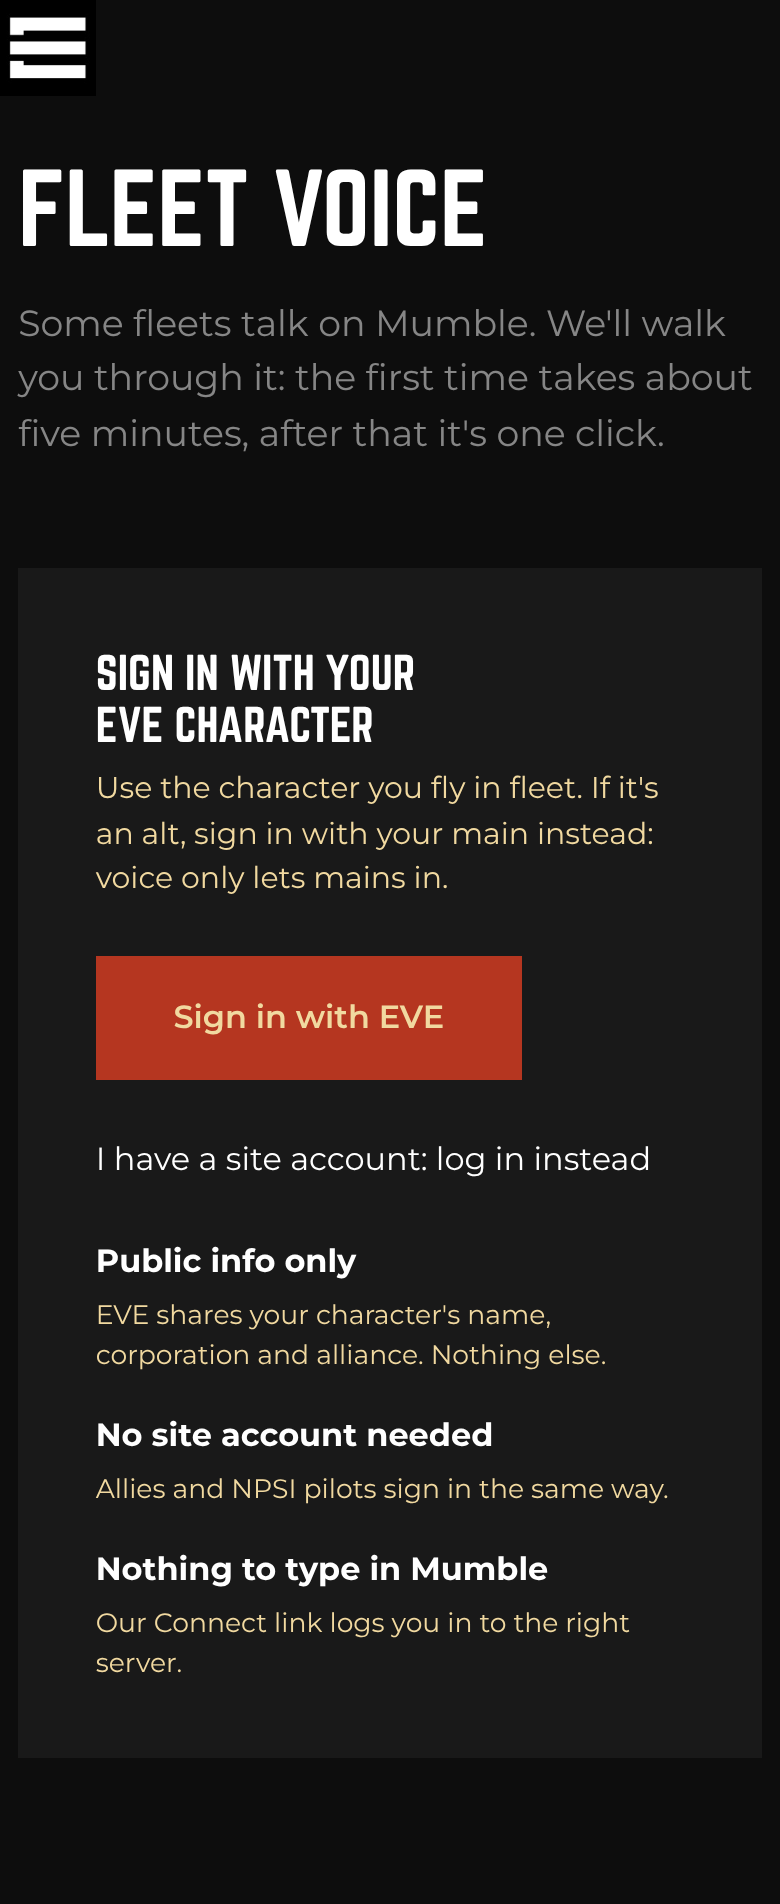 FLEET VOICE
Some fleets talk on Mumble. We'll walk
you through it: the first time takes about
five minutes, after that it's one click.
SIGN IN WITH YOUR
EVE CHARACTER
Use the character you fly in fleet. If it's
an alt, sign in with your main instead:
voice only lets mains in.
Sign in with EVE
I have a site account: log in instead
Public info only
EVE shares your character's name,
corporation and alliance. Nothing else.
No site account needed
Allies and NPSI pilots sign in the same way.
Nothing to type in Mumble
Our Connect link logs you in to the right
server.